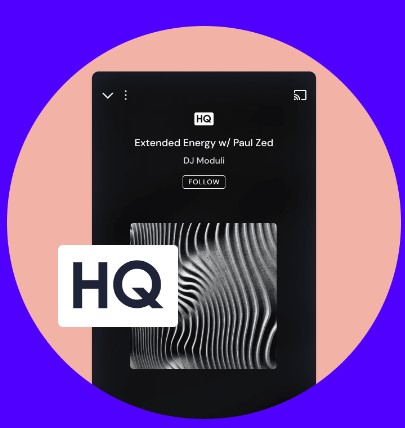 HQ
Extended Energy w/ Paul Zed
DJ Moduli
FOLLOW
HQ